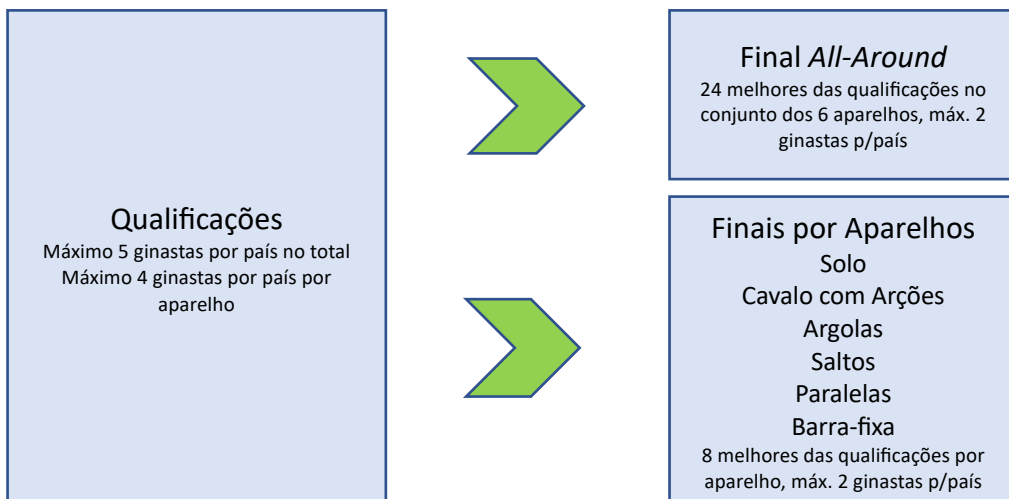 Qualificações
Máximo 5 ginastas por país no total
Máximo 4 ginastas por país por
aparelho
Final All-Around
24 melhores das qualificações no
conjunto dos 6 aparelhos, máx. 2
ginastas p/país
Finais por Aparelhos
Solo
Cavalo com Arções
Argolas
Saltos
Paralelas
Barra-fixa
8 melhores das qualificações por
aparelho, máx. 2 ginastas p/país